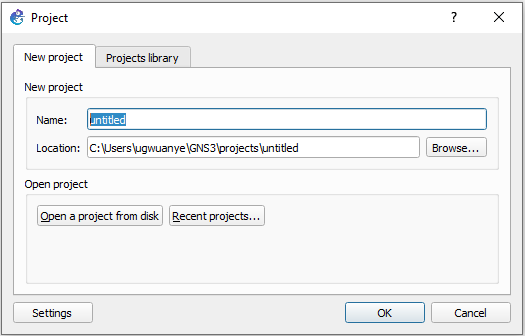 Project
?
New project Projects library
New project
Name: untitled
Location: C:\Users\ugwuanye\GNS3\projects\untitled Browse...
Open project
Open a project from disk Recent projects...
Settings OK Cancel